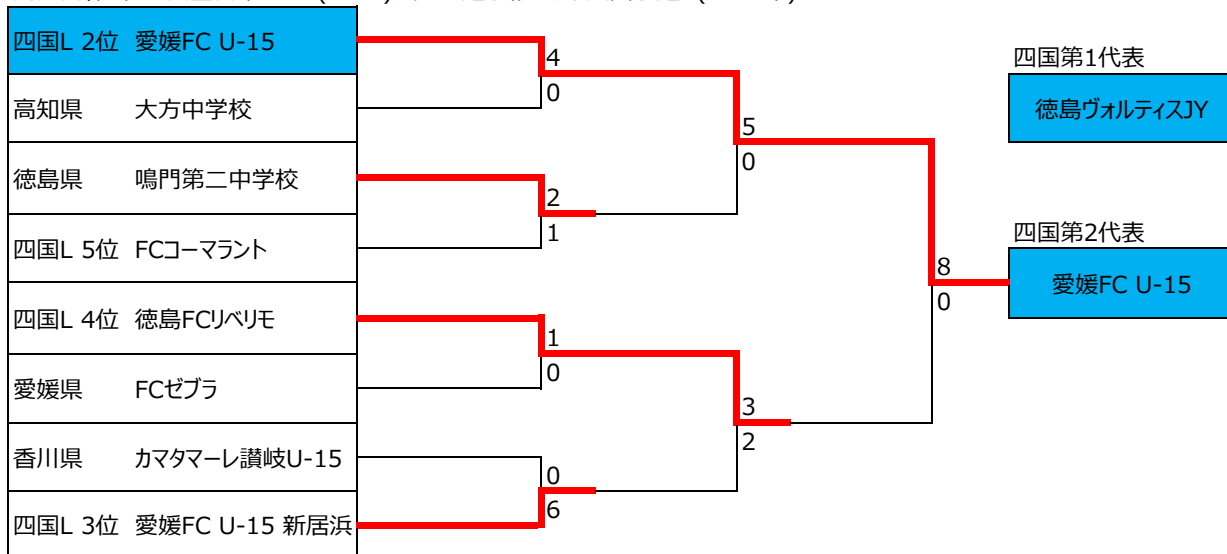 四国L 2位 愛媛FC U-15
4
四国第1代表
0
高知県 大方中学校
徳島ヴォルティスJY
5
0
徳島県 鳴門第二中学校
2
1
四国第2代表
四国L 5位 FCコーマラント
8
愛媛FC U-15
0
四国L 4位 徳島FCリベリモ
1
0
愛媛県 FCゼブラ
3
2
香川県 カマタマーレ讃岐U-15
0
6
四国L 3位 愛媛FC U-15 新居浜